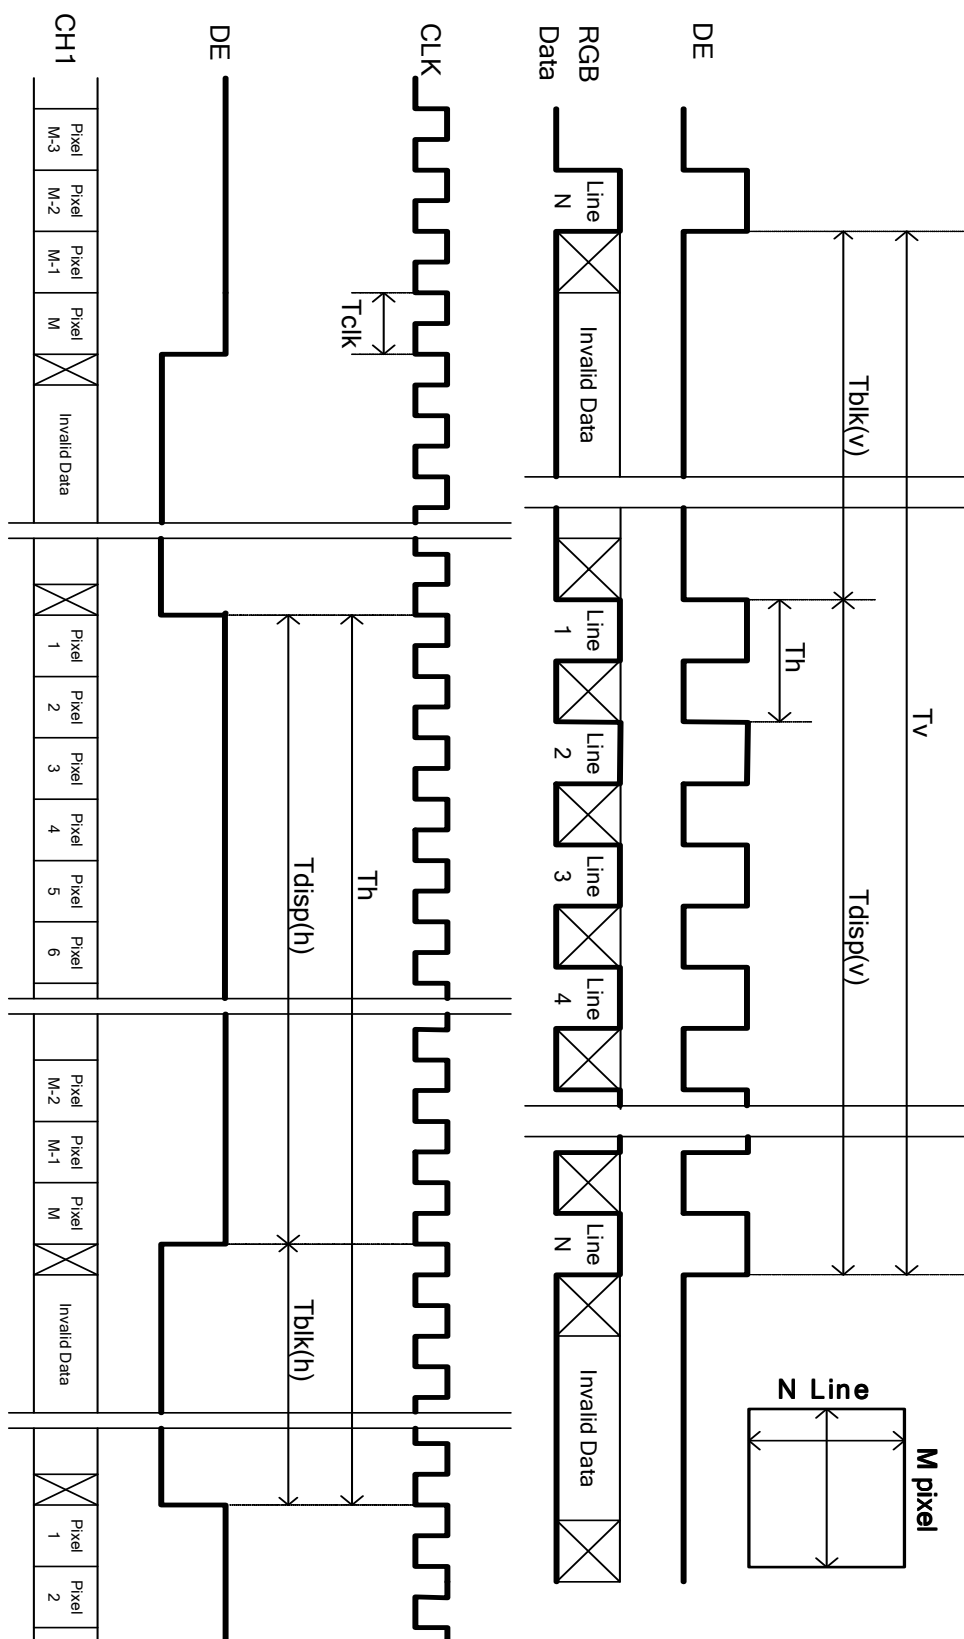 N Line
M pixel
Tv
Tblk(v)
Tdisp(v)
Th
DE
RGB
Data
Line
N
Invalid Data
Line
1
Line
2
Line
3
Line
4
Line
N
Invalid Data
CLK
Tclk
Th
Tdisp(h)
Tblk(h)
DE
CH1
Pixel
M-3
Pixel
M-2
Pixel
M-1
Pixel
M
Invalid Data
Pixel
1
Pixel
2
Pixel
3
Pixel
4
Pixel
5
Pixel
6
Pixel
M-2
Pixel
M-1
Pixel
M
Invalid Data
Pixel
1
Pixel
2